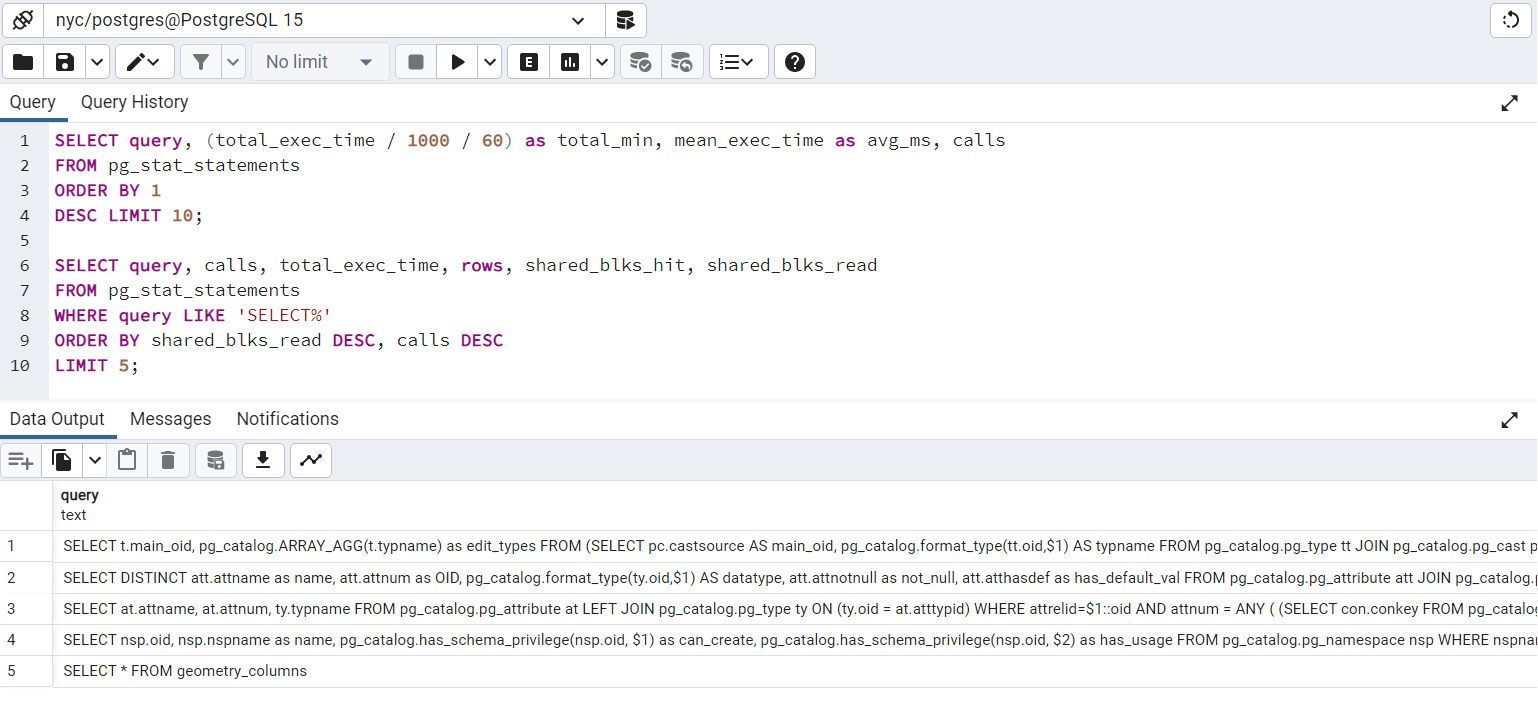 nyc/postgres@PostgreSQL 15
No limit
E
Query Query History
1 SELECT query, (total_exec_time / 1000 / 60) as total_min, mean_exec_time as avg_ms, calls
2 FROM pg_stat_statements
3 ORDER BY 1
4 DESC LIMIT 10;
5
6 SELECT query, calls, total_exec_time, rows, shared_blks_hit, shared_blks_read
7 FROM pg_stat_statements
8 WHERE query LIKE 'SELECT%'
9 ORDER BY shared_blks_read DESC, calls DESC
10 LIMIT 5;
Data Output Messages Notifications
query
text
1 SELECT t.main_oid, pg_catalog.ARRAY_AGG(t.typname) as edit_types FROM (SELECT pc.castsource AS main_oid, pg_catalog.format_type(tt.oid,$1) AS typname FROM pg_catalog.pg_type tt JOIN pg_catalog.pg_cast p
2 SELECT DISTINCT att.attname as name, att.attnum as OID, pg_catalog.format_type(ty.oid,$1) AS datatype, att.attnotnull as not_null, att.atthasdef as has_default_val FROM pg_catalog.pg_attribute att JOIN pg_catalog.p
3 SELECT at.attname, at.attnum, ty.typname FROM pg_catalog.pg_attribute at LEFT JOIN pg_catalog.pg_type ty ON (ty.oid = at.atttypid) WHERE attrelid=$1::oid AND attnum = ANY ( (SELECT con.conkey FROM pg_catalog
4 SELECT nsp.oid, nsp.nspname as name, pg_catalog.has_schema_privilege(nsp.oid, $1) as can_create, pg_catalog.has_schema_privilege(nsp.oid, $2) as has_usage FROM pg_catalog.pg_namespace nsp WHERE nspnam
5 SELECT * FROM geometry_columns